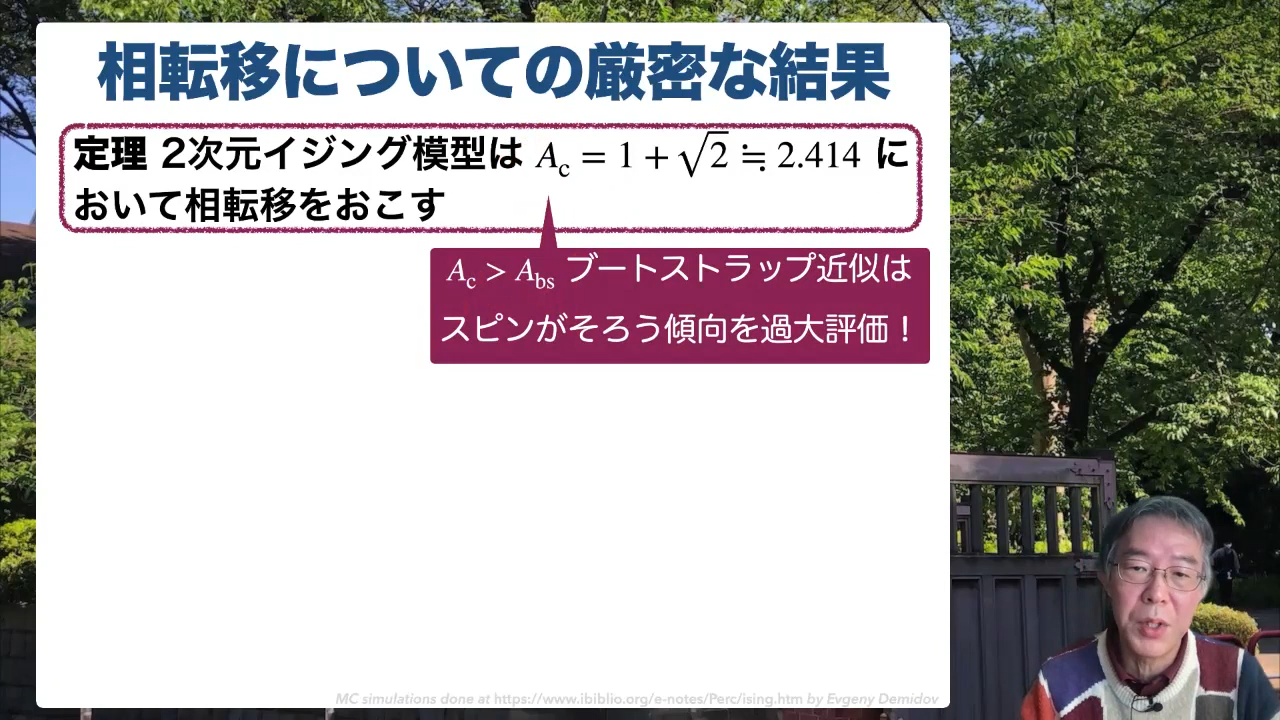 相転移についての厳密な結果
定理 2次元イジング模型は A_c = 1 + √2 ≒ 2.414 に
おいて相転移をおこす
A_c > A_bs ブートストラップ近似は
スピンがそろう傾向を過大評価！
MC simulations done at https://www.ibiblio.org/e-notes/Perc/ising.htm by Evgeny Demidov